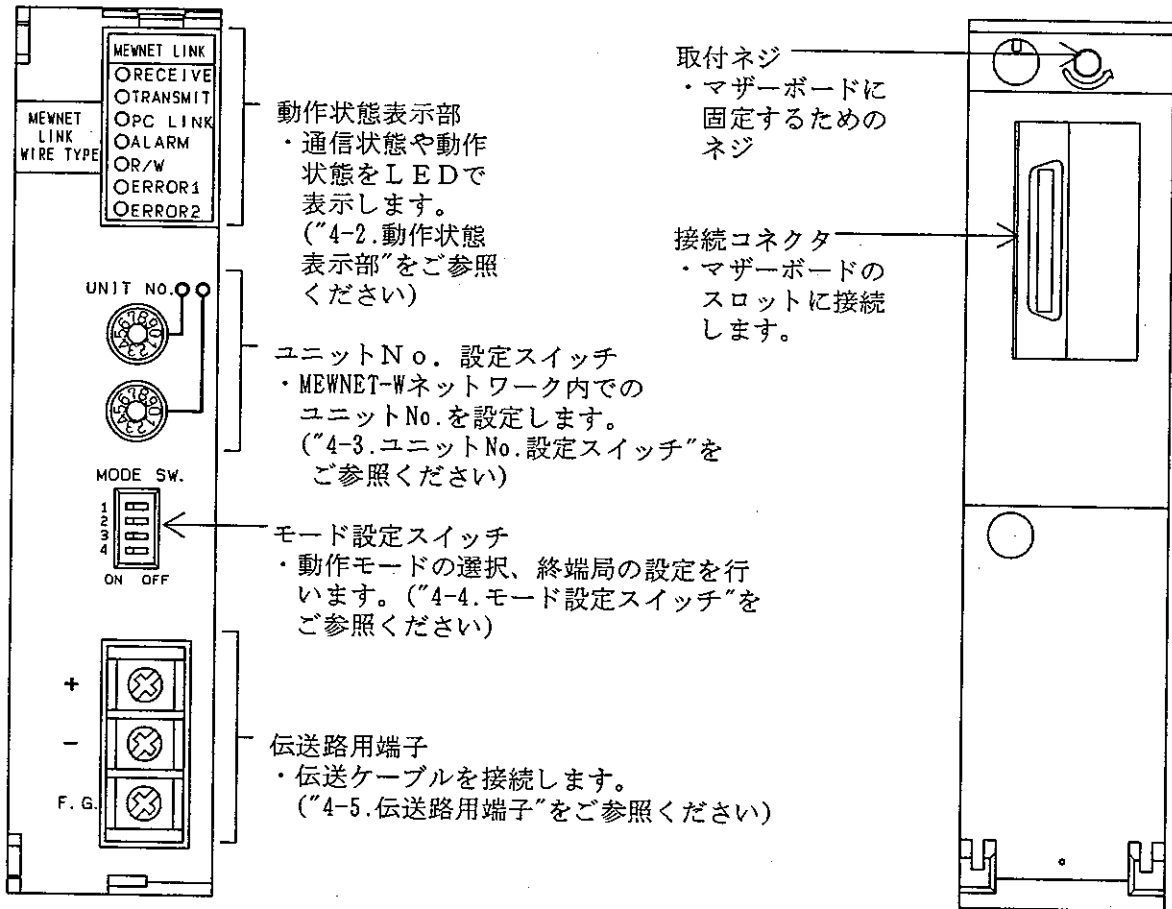 MEWNET LINK
RECEIVE
TRANSMIT
PC LINK
ALARM
R/W
ERROR1
ERROR2
MEWNET
LINK
WIRE TYPE
動作状態表示部
・通信状態や動作
状態をLEDで
表示します。
("4-2.動作状態
表示部"をご参照
ください)
UNIT NO.
ユニットNo. 設定スイッチ
・MEWNET-Wネットワーク内での
ユニットNo.を設定します。
("4-3.ユニットNo.設定スイッチ"を
ご参照ください)
MODE SW.
1
2
3
4
ON OFF
モード設定スイッチ
・動作モードの選択、終端局の設定を行
います。("4-4.モード設定スイッチ"を
ご参照ください)
+
-
F.G.
伝送路用端子
・伝送ケーブルを接続します。
("4-5.伝送路用端子"をご参照ください)
取付ネジ
・マザーボードに
固定するための
ネジ
接続コネクタ
・マザーボードの
スロットに接続
します。